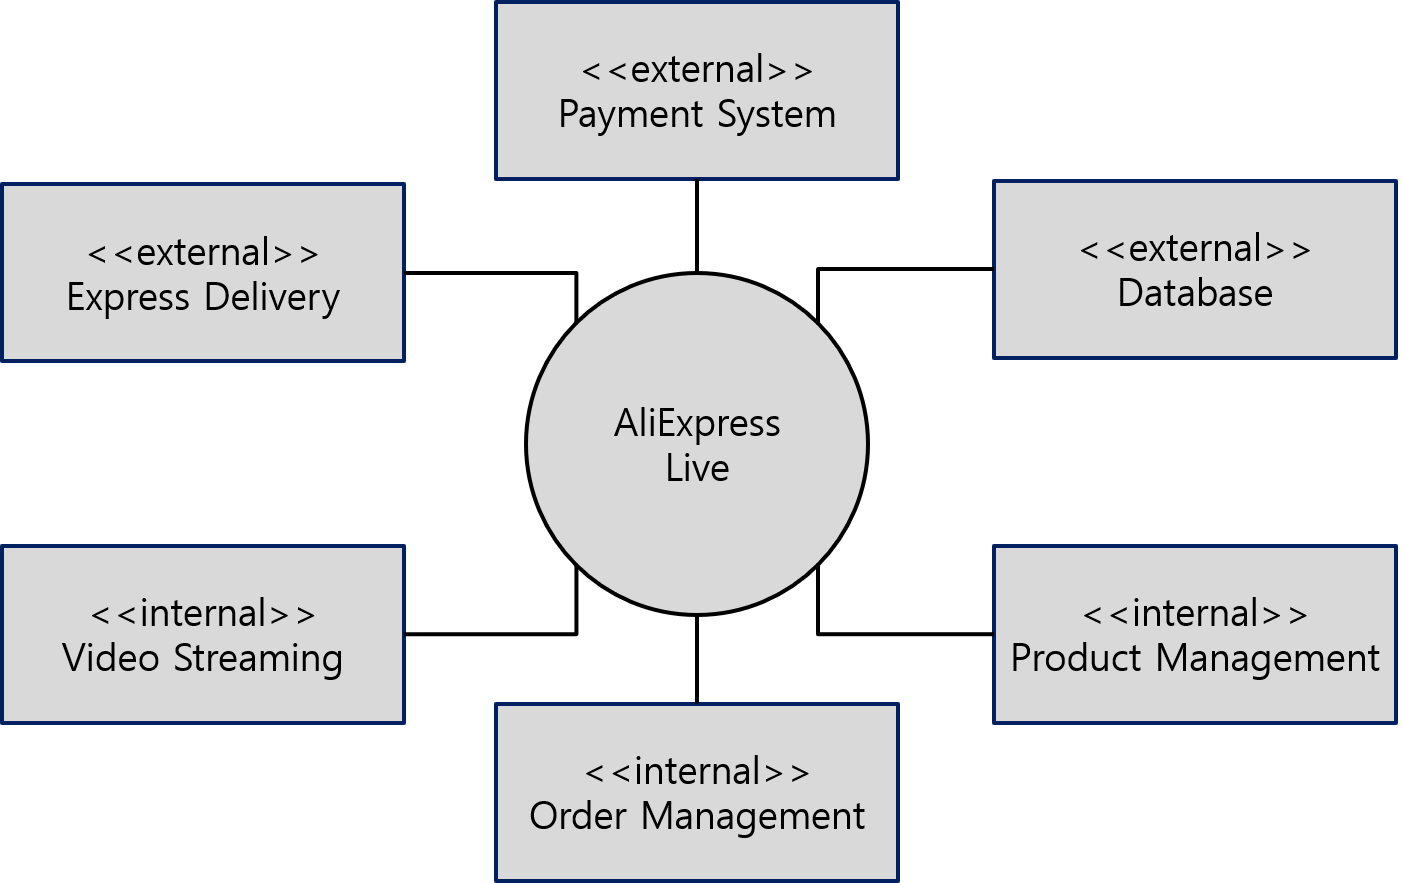 <<external>>
Payment System
<<external>>
Express Delivery
<<external>>
Database
AliExpress
Live
<<internal>>
Video Streaming
<<internal>>
Product Management
<<internal>>
Order Management